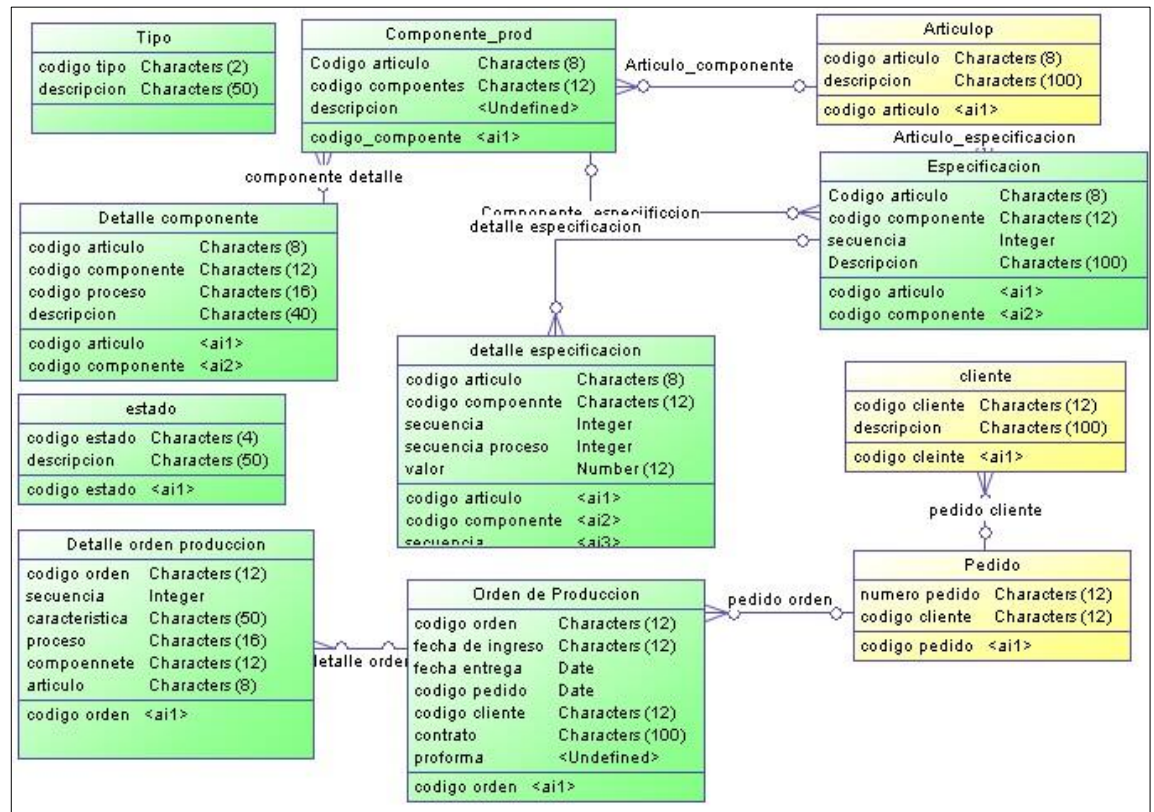 Tipo
codigo tipo Characters (2)
descripcion Characters (50)
Componente_prod
Codigo articulo Characters (8)
codigo compoentes Characters (12)
descripcion <Undefined>
codigo_compoente <ai1>
Articulo_componente
Articulop
codigo articulo Characters (8)
descripcion Characters (100)
codigo articulo <ai1>
Articulo_especificacion
componente detalle
Componente_especiificcion
detalle especificacion
Especificacion
Codigo articulo Characters (8)
codigo componente Characters (12)
secuencia Integer
Descripcion Characters (100)
codigo articulo <ai1>
codigo componente <ai2>
Detalle componente
codigo articulo Characters (8)
codigo componente Characters (12)
codigo proceso Characters (16)
descripcion Characters (40)
codigo articulo <ai1>
codigo componente <ai2>
detalle especificacion
codigo articulo Characters (8)
codigo compoennte Characters (12)
secuencia Integer
secuencia proceso Integer
valor Number (12)
codigo articulo <ai1>
codigo componente <ai2>
secuencia <ai3>
cliente
codigo cliente Characters (12)
descripcion Characters (100)
codigo cleinte <ai1>
estado
codigo estado Characters (4)
descripcion Characters (50)
codigo estado <ai1>
pedido cliente
Detalle orden produccion
codigo orden Characters (12)
secuencia Integer
caracteristica Characters (50)
proceso Characters (16)
compoennete Characters (12)
articulo Characters (8)
codigo orden <ai1>
detalle orden
Orden de Produccion
codigo orden Characters (12)
fecha de ingreso Characters (12)
fecha entrega Date
codigo pedido Date
codigo cliente Characters (12)
contrato Characters (100)
proforma <Undefined>
codigo orden <ai1>
pedido orden
Pedido
numero pedido Characters (12)
codigo cliente Characters (12)
codigo pedido <ai1>